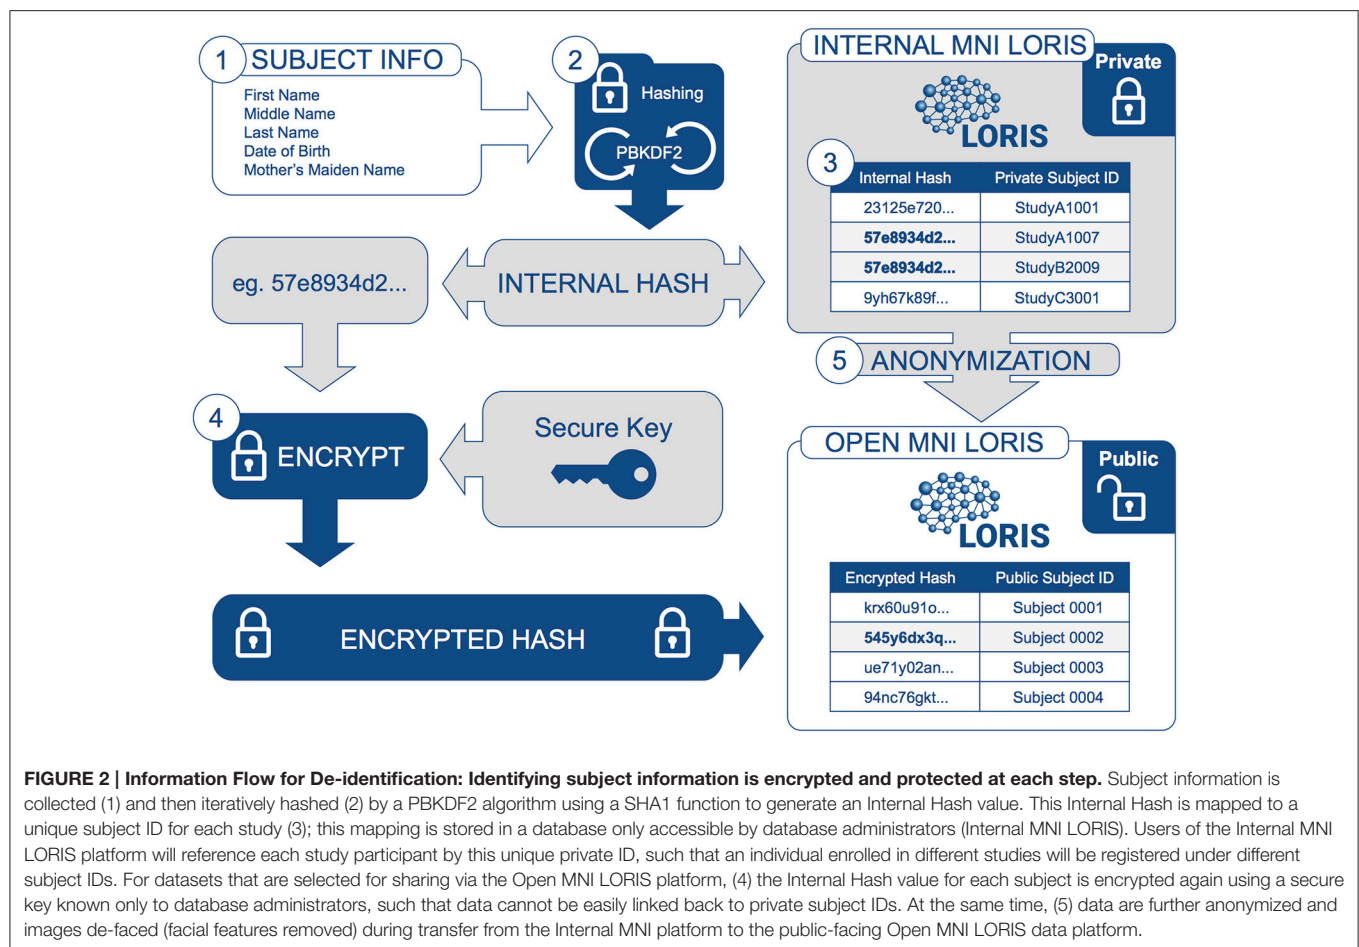 1
SUBJECT INFO
First Name
Middle Name
Last Name
Date of Birth
Mother's Maiden Name
2
Hashing
PBKDF2
INTERNAL MNI LORIS
Private
LORIS
3
Internal Hash Private Subject ID
23125e720... StudyA1001
57e8934d2... StudyA1007
57e8934d2... StudyB2009
9yh67k89f... StudyC3001
eg. 57e8934d2...
INTERNAL HASH
5 ANONYMIZATION
4
ENCRYPT
Secure Key
OPEN MNI LORIS
Public
LORIS
Encrypted Hash Public Subject ID
krx60u91o... Subject 0001
545y6dx3q... Subject 0002
ue71y02an... Subject 0003
94nc76gkt... Subject 0004
ENCRYPTED HASH
FIGURE 2 | Information Flow for De-identification: Identifying subject information is encrypted and protected at each step. Subject information is
collected (1) and then iteratively hashed (2) by a PBKDF2 algorithm using a SHA1 function to generate an Internal Hash value. This Internal Hash is mapped to a
unique subject ID for each study (3); this mapping is stored in a database only accessible by database administrators (Internal MNI LORIS). Users of the Internal MNI
LORIS platform will reference each study participant by this unique private ID, such that an individual enrolled in different studies will be registered under different
subject IDs. For datasets that are selected for sharing via the Open MNI LORIS platform, (4) the Internal Hash value for each subject is encrypted again using a secure
key known only to database administrators, such that data cannot be easily linked back to private subject IDs. At the same time, (5) data are further anonymized and
images de-faced (facial features removed) during transfer from the Internal MNI platform to the public-facing Open MNI LORIS data platform.